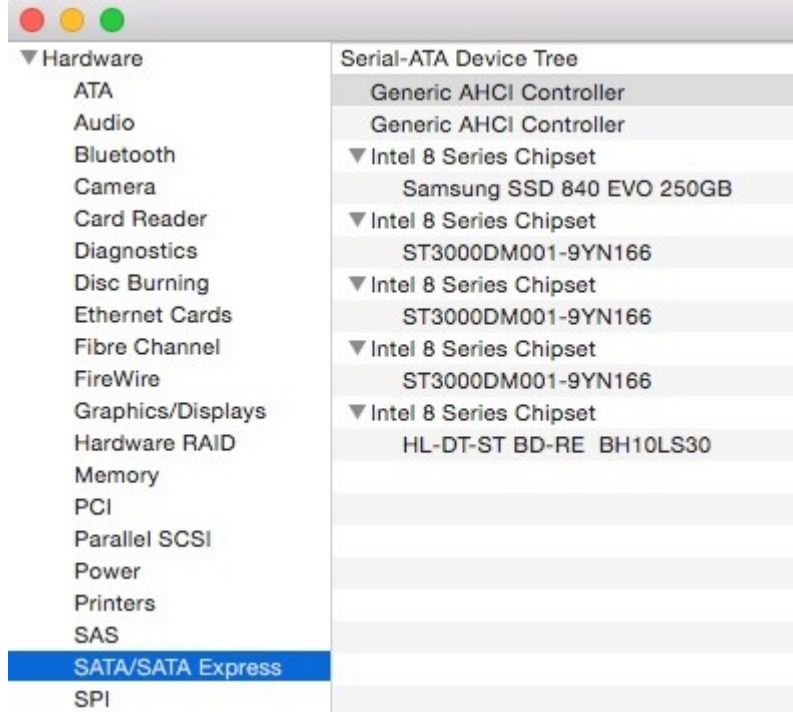 Hardware
ATA
Audio
Bluetooth
Camera
Card Reader
Diagnostics
Disc Burning
Ethernet Cards
Fibre Channel
FireWire
Graphics/Displays
Hardware RAID
Memory
PCI
Parallel SCSI
Power
Printers
SAS
SATA/SATA Express
SPI
Serial-ATA Device Tree
Generic AHCI Controller
Generic AHCI Controller
Intel 8 Series Chipset
Samsung SSD 840 EVO 250GB
Intel 8 Series Chipset
ST3000DM001-9YN166
Intel 8 Series Chipset
ST3000DM001-9YN166
Intel 8 Series Chipset
ST3000DM001-9YN166
Intel 8 Series Chipset
HL-DT-ST BD-RE  BH10LS30